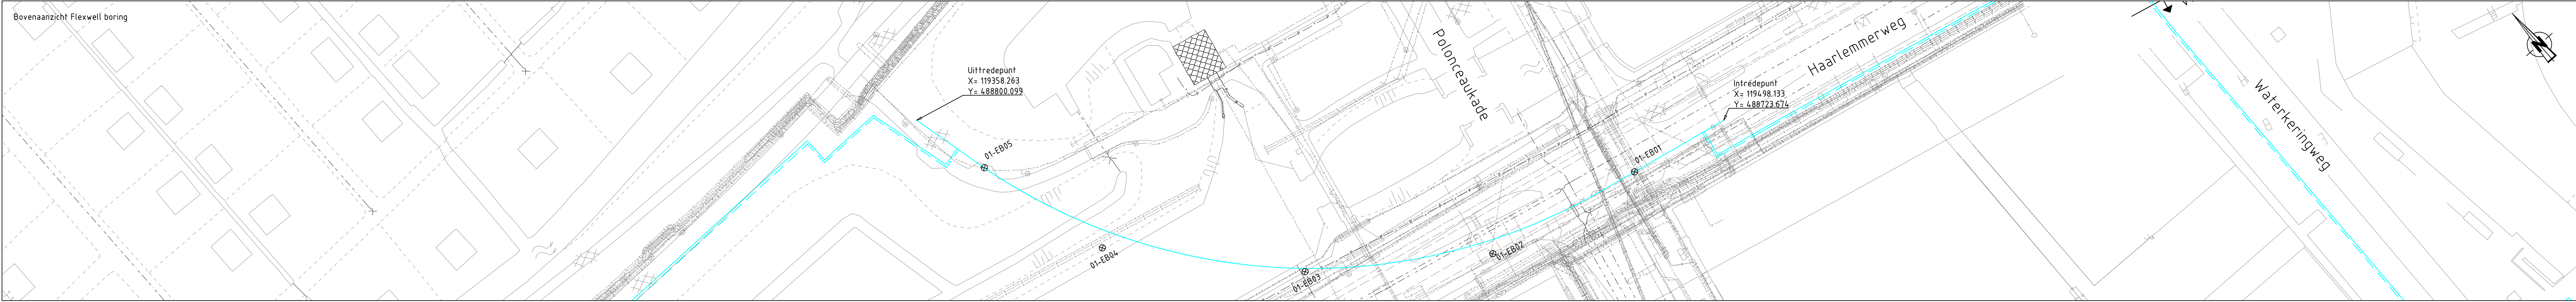 Bovenaanzicht Flexwell boring
Uittredepunt
X= 119358.263
Y= 488800.099
01-EB05
01-EB04
01-EB03
01-EB02
01-EB01
Polonceaukade
Haarlemmerweg
Intredepunt
X= 119498.133
Y= 488723.674
Waterkeringweg
N